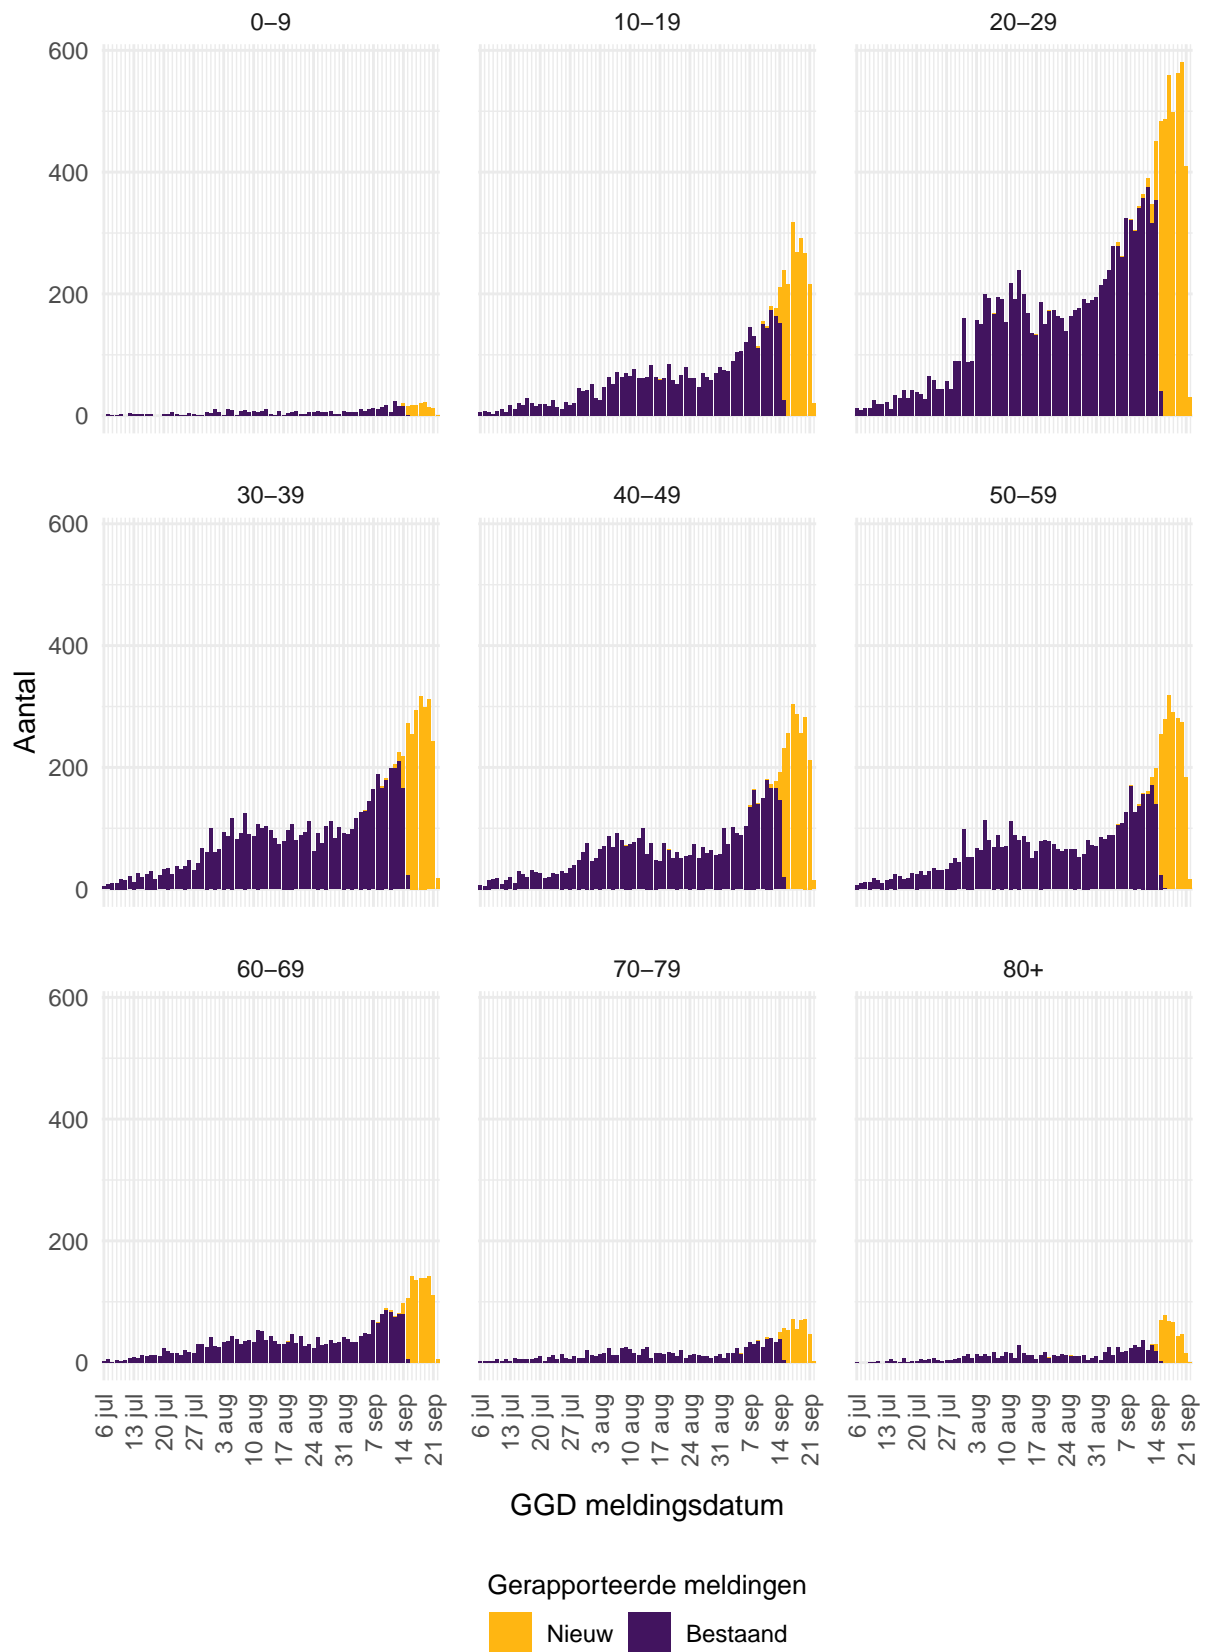 0–9 10–19 20–29
600
400
200
0
30–39 40–49 50–59
600
400
200
0
60–69 70–79 80+
600
400
200
0
Aantal
6 jul 13 jul 20 jul 27 jul 3 aug 10 aug 17 aug 24 aug 31 aug 7 sep 14 sep 21 sep
6 jul 13 jul 20 jul 27 jul 3 aug 10 aug 17 aug 24 aug 31 aug 7 sep 14 sep 21 sep
6 jul 13 jul 20 jul 27 jul 3 aug 10 aug 17 aug 24 aug 31 aug 7 sep 14 sep 21 sep
GGD meldingsdatum
Gerapporteerde meldingen
Nieuw Bestaand